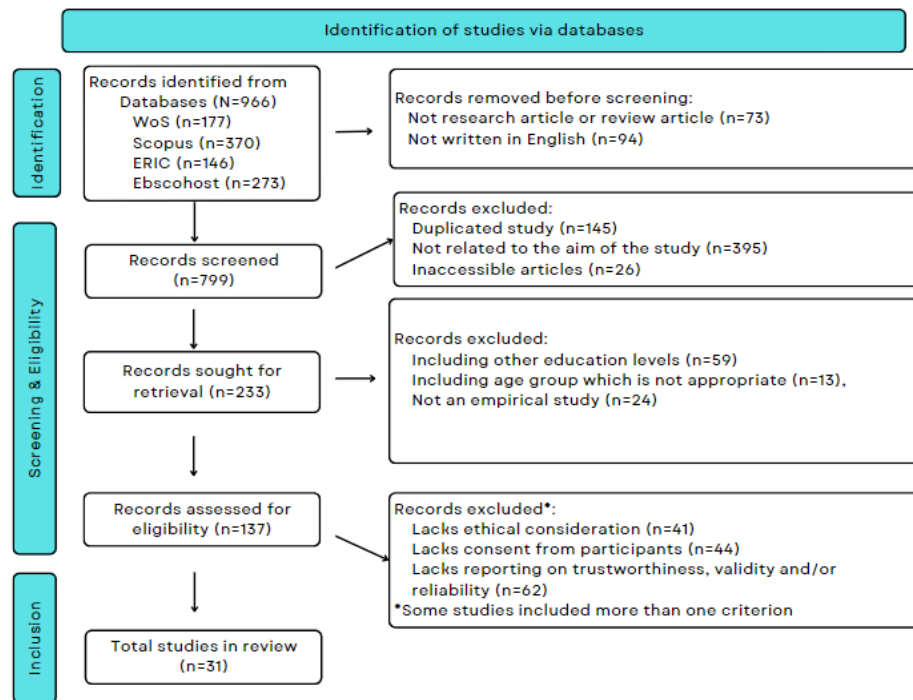 Identification of studies via databases
Identification
Records identified from
Databases (N=966)
WoS (n=177)
Scopus (n=370)
ERIC (n=146)
Ebscohost (n=273)
Records removed before screening:
Not research article or review article (n=73)
Not written in English (n=94)
Screening & Eligibility
Records screened
(n=799)
Records excluded:
Duplicated study (n=145)
Not related to the aim of the study (n=395)
Inaccessible articles (n=26)
Records sought for
retrieval (n=233)
Records excluded:
Including other education levels (n=59)
Including age group which is not appropriate (n=13),
Not an empirical study (n=24)
Records assessed for
eligibility (n=137)
Records excluded*:
Lacks ethical consideration (n=41)
Lacks consent from participants (n=44)
Lacks reporting on trustworthiness, validity and/or
reliability (n=62)
*Some studies included more than one criterion
Inclusion
Total studies in review
(n=31)